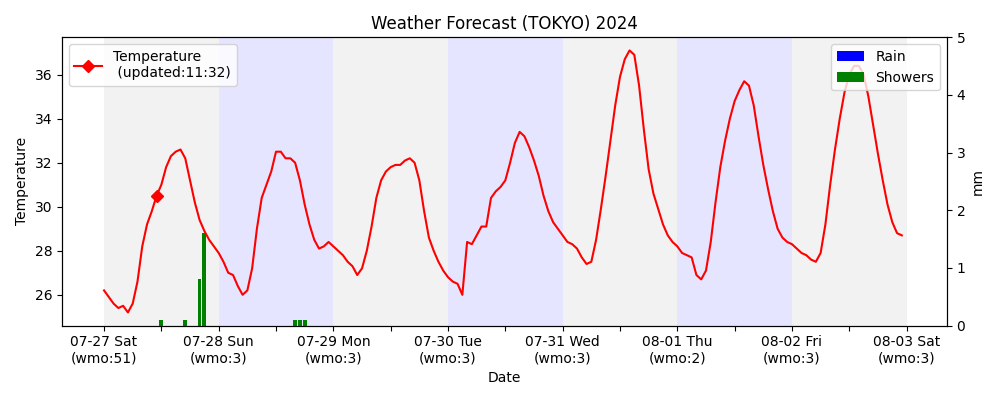 Weather Forecast (TOKYO) 2024
Temperature
(updated:11:32)
Rain
Showers
Temperature
36
34
32
30
28
26
5
4
3
2
1
0
mm
07-27 Sat
(wmo:51)
07-28 Sun
(wmo:3)
07-29 Mon
(wmo:3)
07-30 Tue
(wmo:3)
07-31 Wed
(wmo:3)
08-01 Thu
(wmo:2)
08-02 Fri
(wmo:3)
08-03 Sat
(wmo:3)
Date